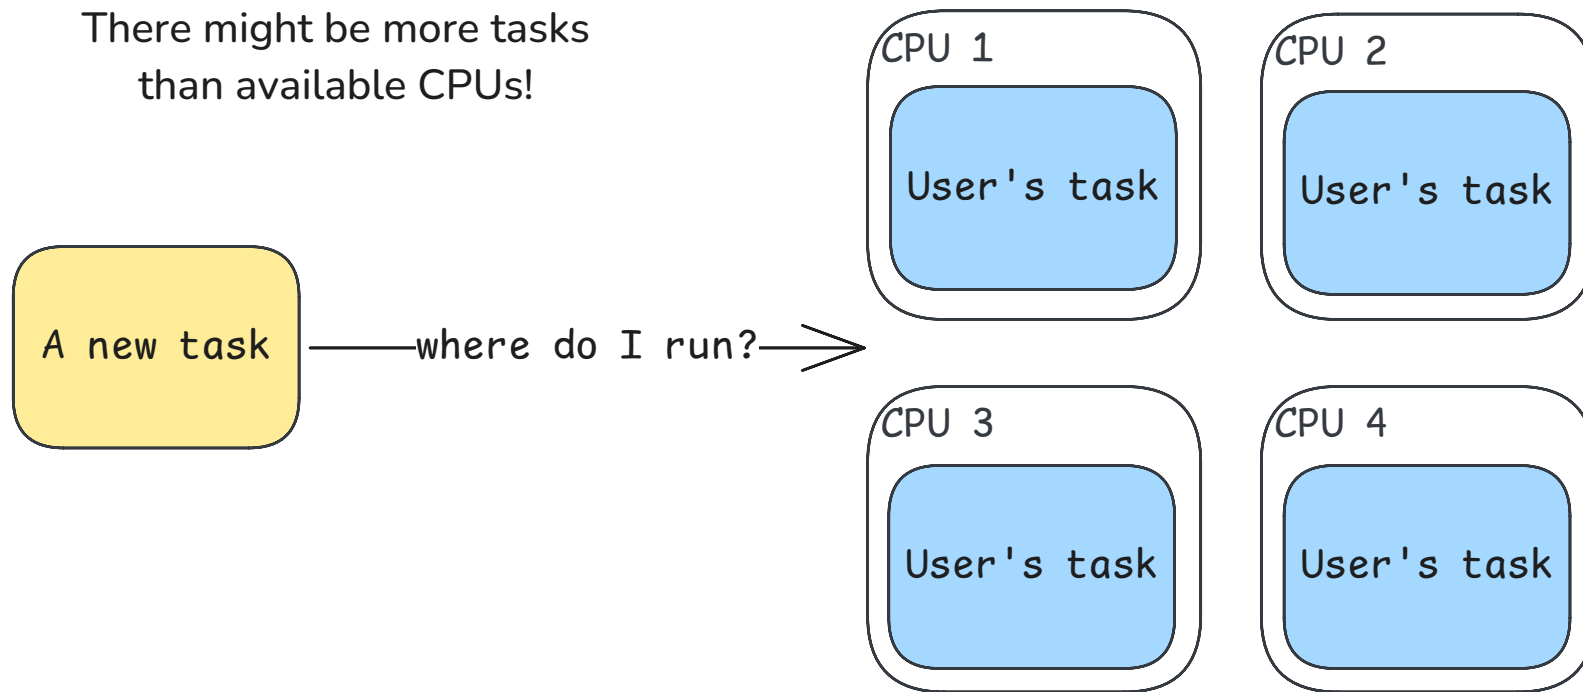 There might be more tasks
than available CPUs!
CPU 1
User's task
CPU 2
User's task
A new task
where do I run?
CPU 3
User's task
CPU 4
User's task